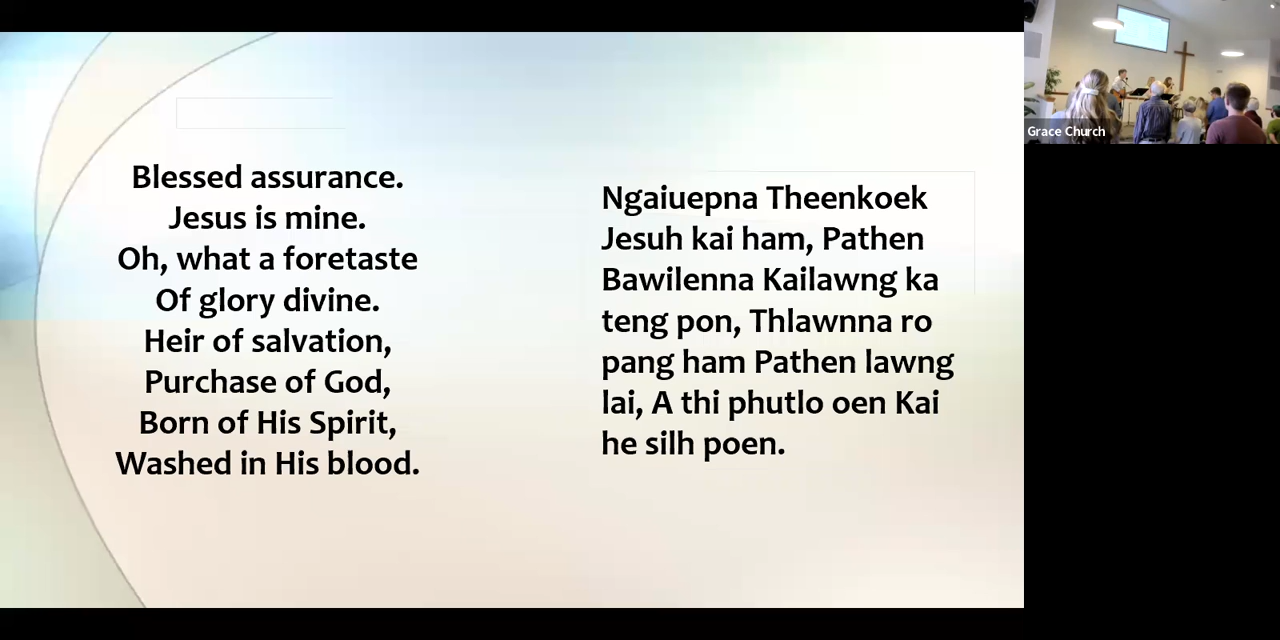 Blessed assurance.
Jesus is mine.
Oh, what a foretaste
Of glory divine.
Heir of salvation,
Purchase of God,
Born of His Spirit,
Washed in His blood.
Ngaiuepna Theenkoek
Jesuh kai ham, Pathen
Bawilenna Kailawng ka
teng pon, Thlawnna ro
pang ham Pathen lawng
lai, A thi phutlo oen Kai
he silh poen.
Grace Church